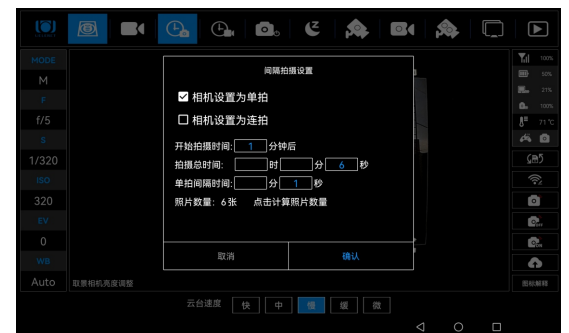 间隔拍摄设置
相机设置为单拍
相机设置为连拍
开始拍摄时间: 1 分钟后
拍摄总时间: 时 分 6 秒
单拍间隔时间: 分 1 秒
照片数量: 6张 点击计算照片数量
取消 确认
MODE
M
F
f/5
S
1/320
ISO
320
EV
0
WB
Auto
取景相机亮度调整
云台速度 快 中 慢 缓 微
100%
50%
21%
100%
71℃
5
OFF
图标解释